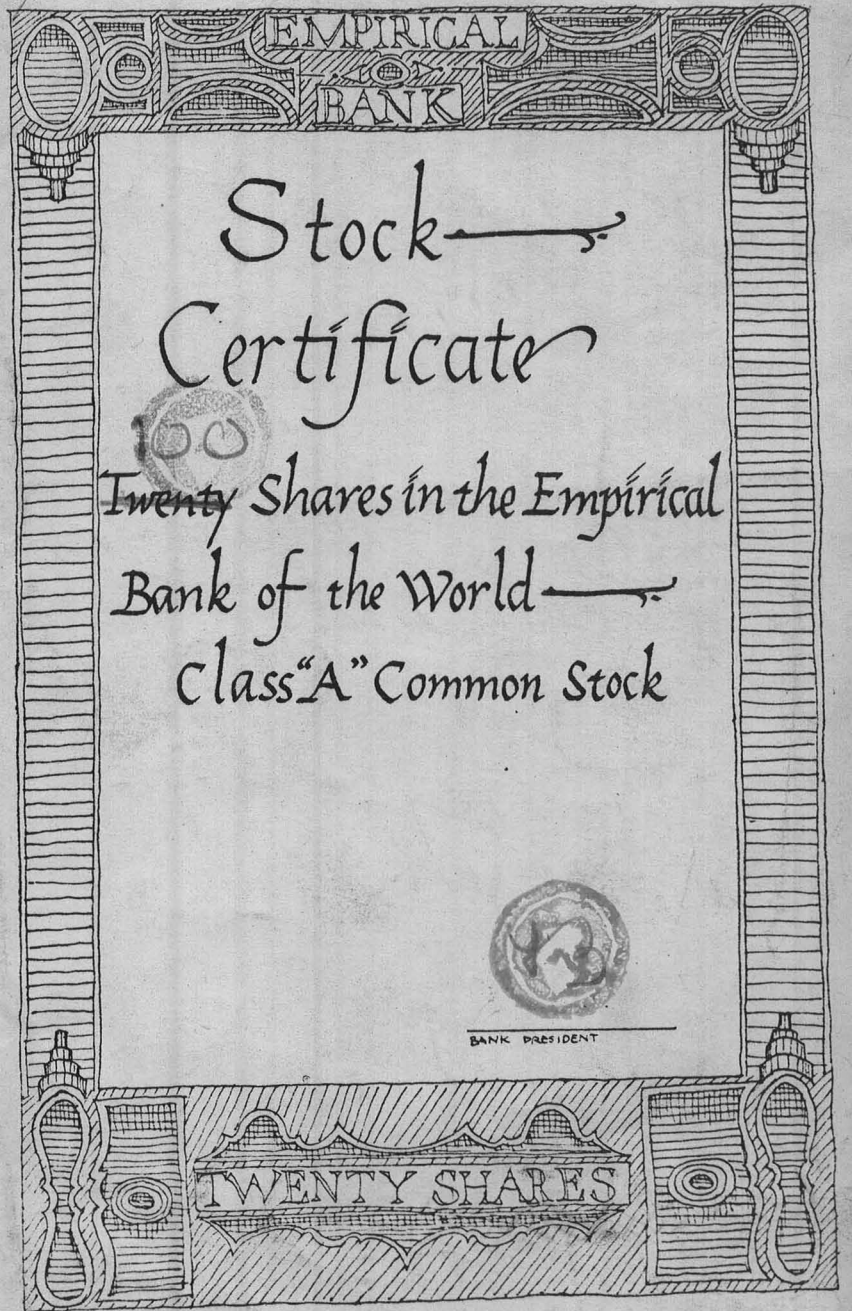 EMPIRICAL
BANK
Stock
Certificate
100
Twenty Shares in the Empirical
Bank of the World
Class "A" Common Stock
BANK PRESIDENT
TWENTY SHARES